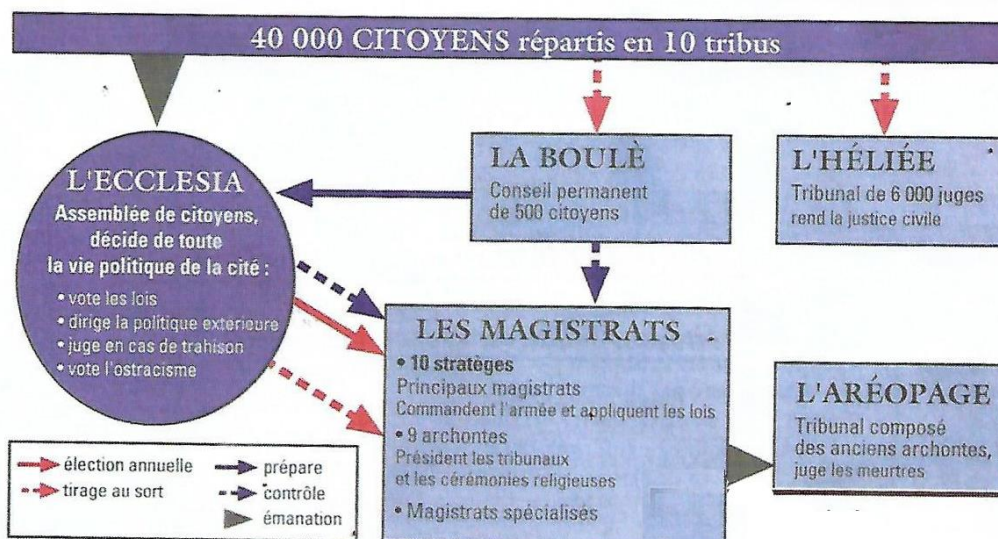 40 000 CITOYENS répartis en 10 tribus
L'ECCLESIA
Assemblée de citoyens,
décide de toute
la vie politique de la cité :
• vote les lois
• dirige la politique extérieure
• juge en cas de trahison
• vote l'ostracisme
LA BOULÈ
Conseil permanent
de 500 citoyens
L'HÉLIÉE
Tribunal de 6 000 juges
rend la justice civile
LES MAGISTRATS
• 10 stratèges
Principaux magistrats
Commandent l'armée et appliquent les lois
• 9 archontes
Président les tribunaux
et les cérémonies religieuses
• Magistrats spécialisés
L'ARÉOPAGE
Tribunal composé
des anciens archontes,
juge les meurtres
élection annuelle
tirage au sort
prépare
contrôle
émanation